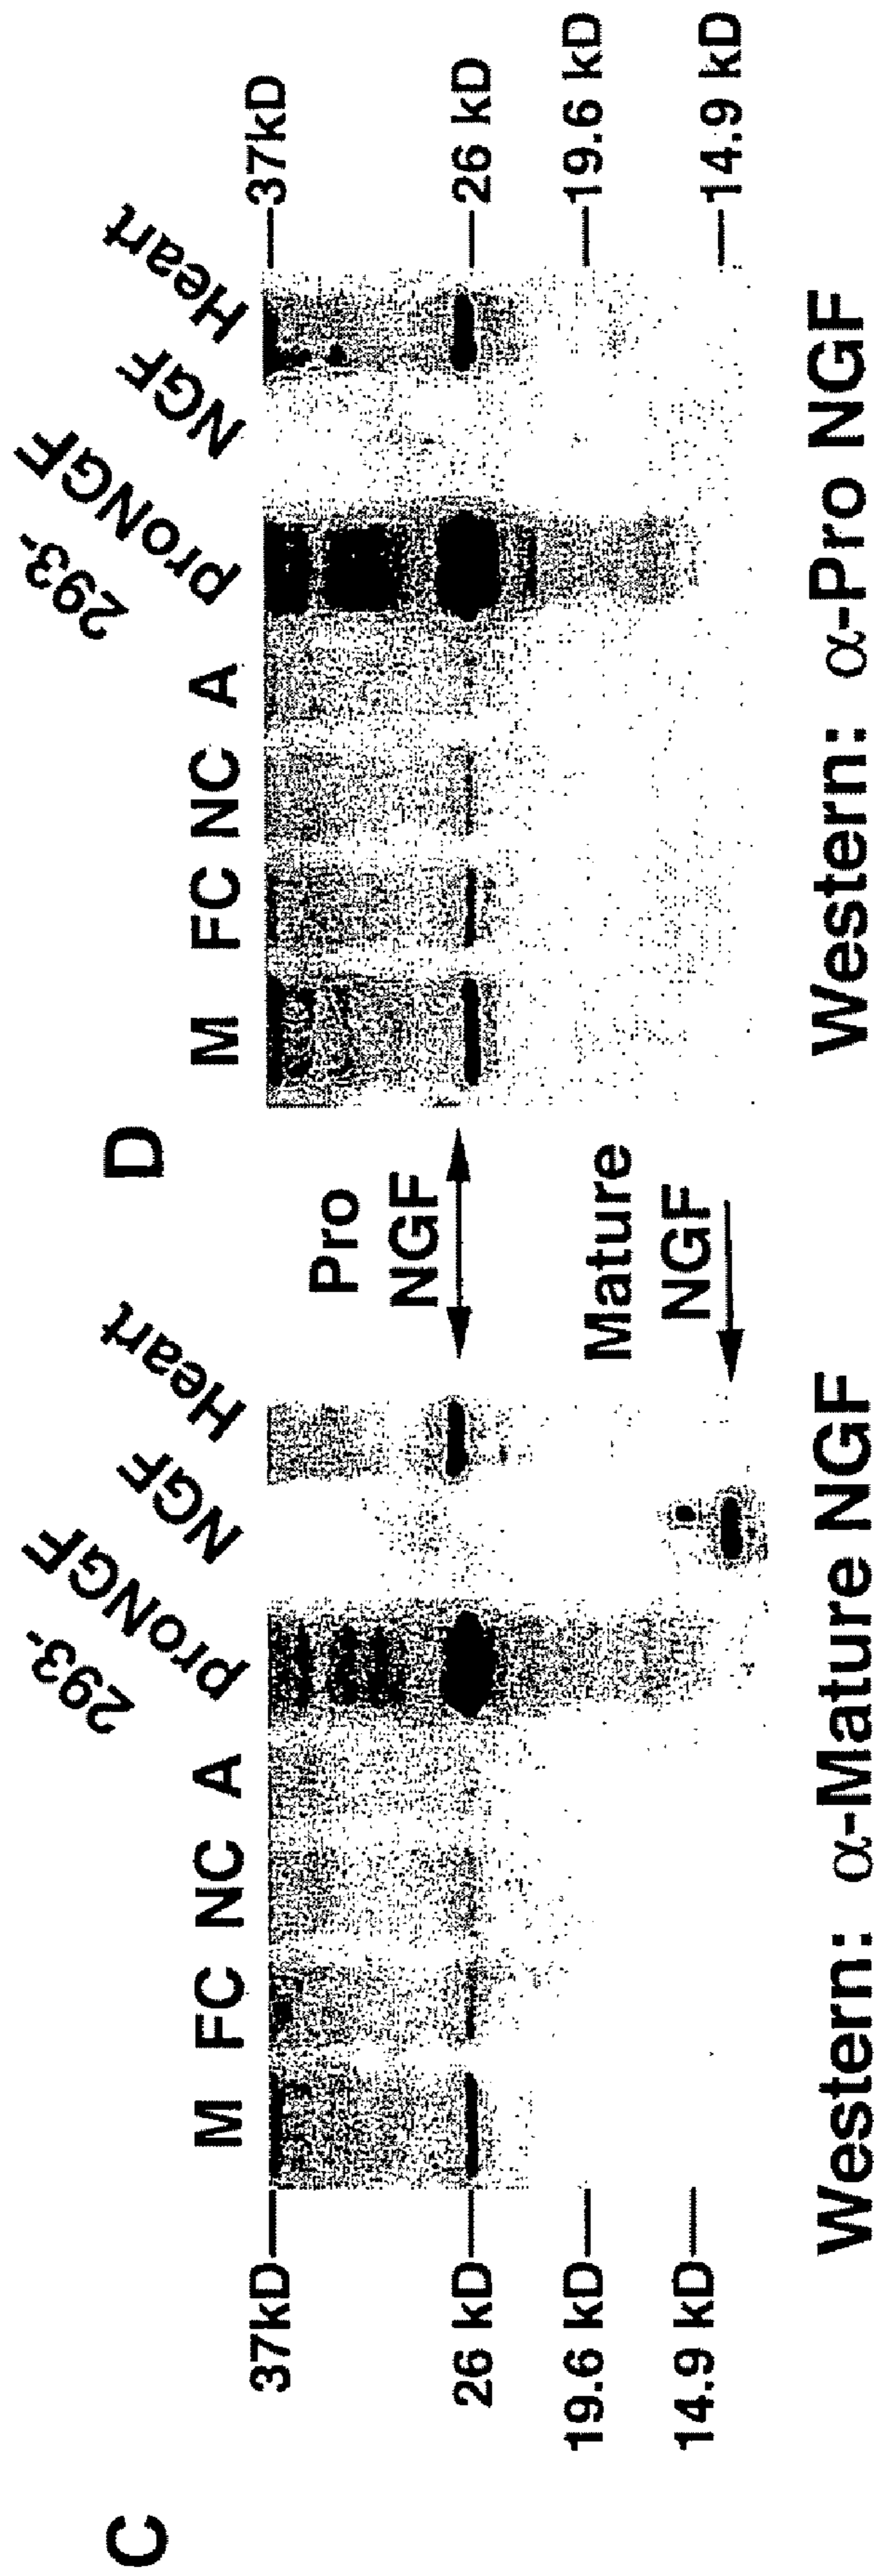 C
M FC NC A 293-
proNGF NGF Heart
37kD
26 kD
19.6 kD
14.9 kD
Western: α-Mature NGF
Pro
NGF
Mature
NGF
D
M FC NC A 293-
proNGF NGF Heart
37kD
26 kD
19.6 kD
14.9 kD
Western: α-Pro NGF